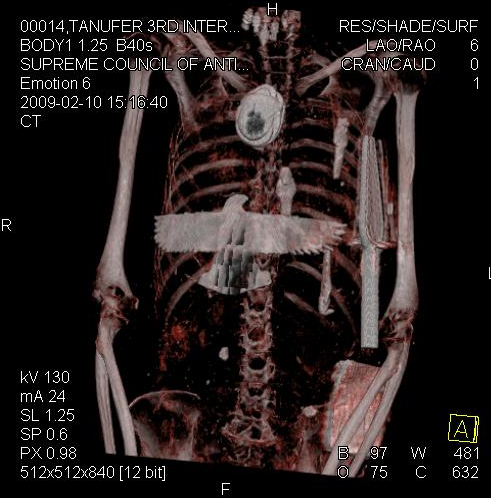 H
00014,TANUFER 3RD INTER...
BODY1 1.25 B40s
SUPREME COUNCIL OF ANTI...
Emotion 6
2009-02-10 15:16:40
CT
RES/SHADE/SURF
LAO/RAO 6
CRAN/CAUD 0
1
R
L
kV 130
mA 24
SL 1.25
SP 0.6
PX 0.98
512x512x840 [12 bit]
A
B 97 W 481
O 75 C 632
F